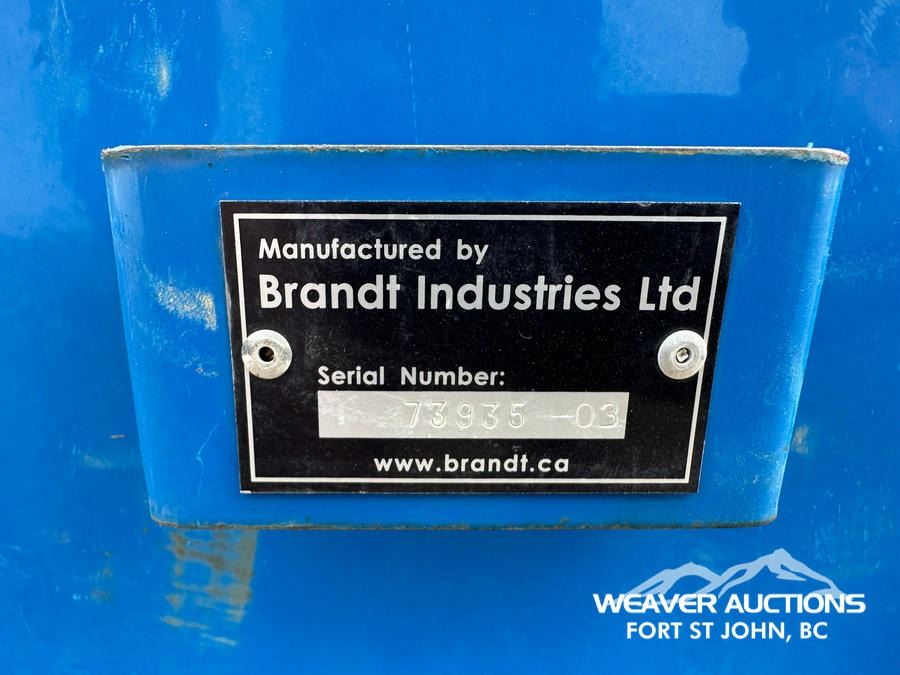 Manufactured by
Brandt Industries Ltd
Serial Number:
73935 -03
www.brandt.ca
WEAVER AUCTIONS
FORT ST JOHN, BC